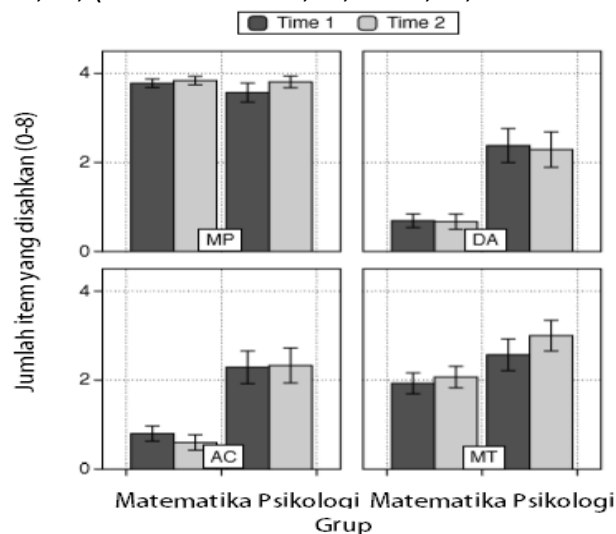 Time 1 Time 2
Jumlah item yang disahkan (0-8)
4
2
0
MP
DA
4
2
0
AC
MT
Matematika Psikologi Matematika Psikologi
Grup